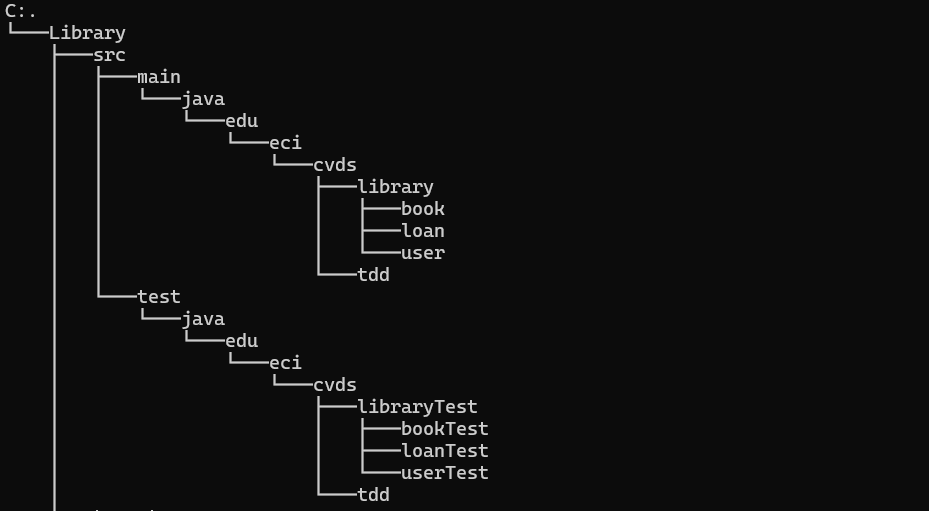 C:.
└───Library
    ├───src
    │   ├───main
    │   │   └───java
    │   │       └───edu
    │   │           └───eci
    │   │               └───cvds
    │   │                   ├───library
    │   │                   │   ├───book
    │   │                   │   ├───loan
    │   │                   │   └───user
    │   │                   └───tdd
    │   └───test
    │       └───java
    │           └───edu
    │               └───eci
    │                   └───cvds
    │                       ├───libraryTest
    │                       │   ├───bookTest
    │                       │   ├───loanTest
    │                       │   └───userTest
    │                       └───tdd